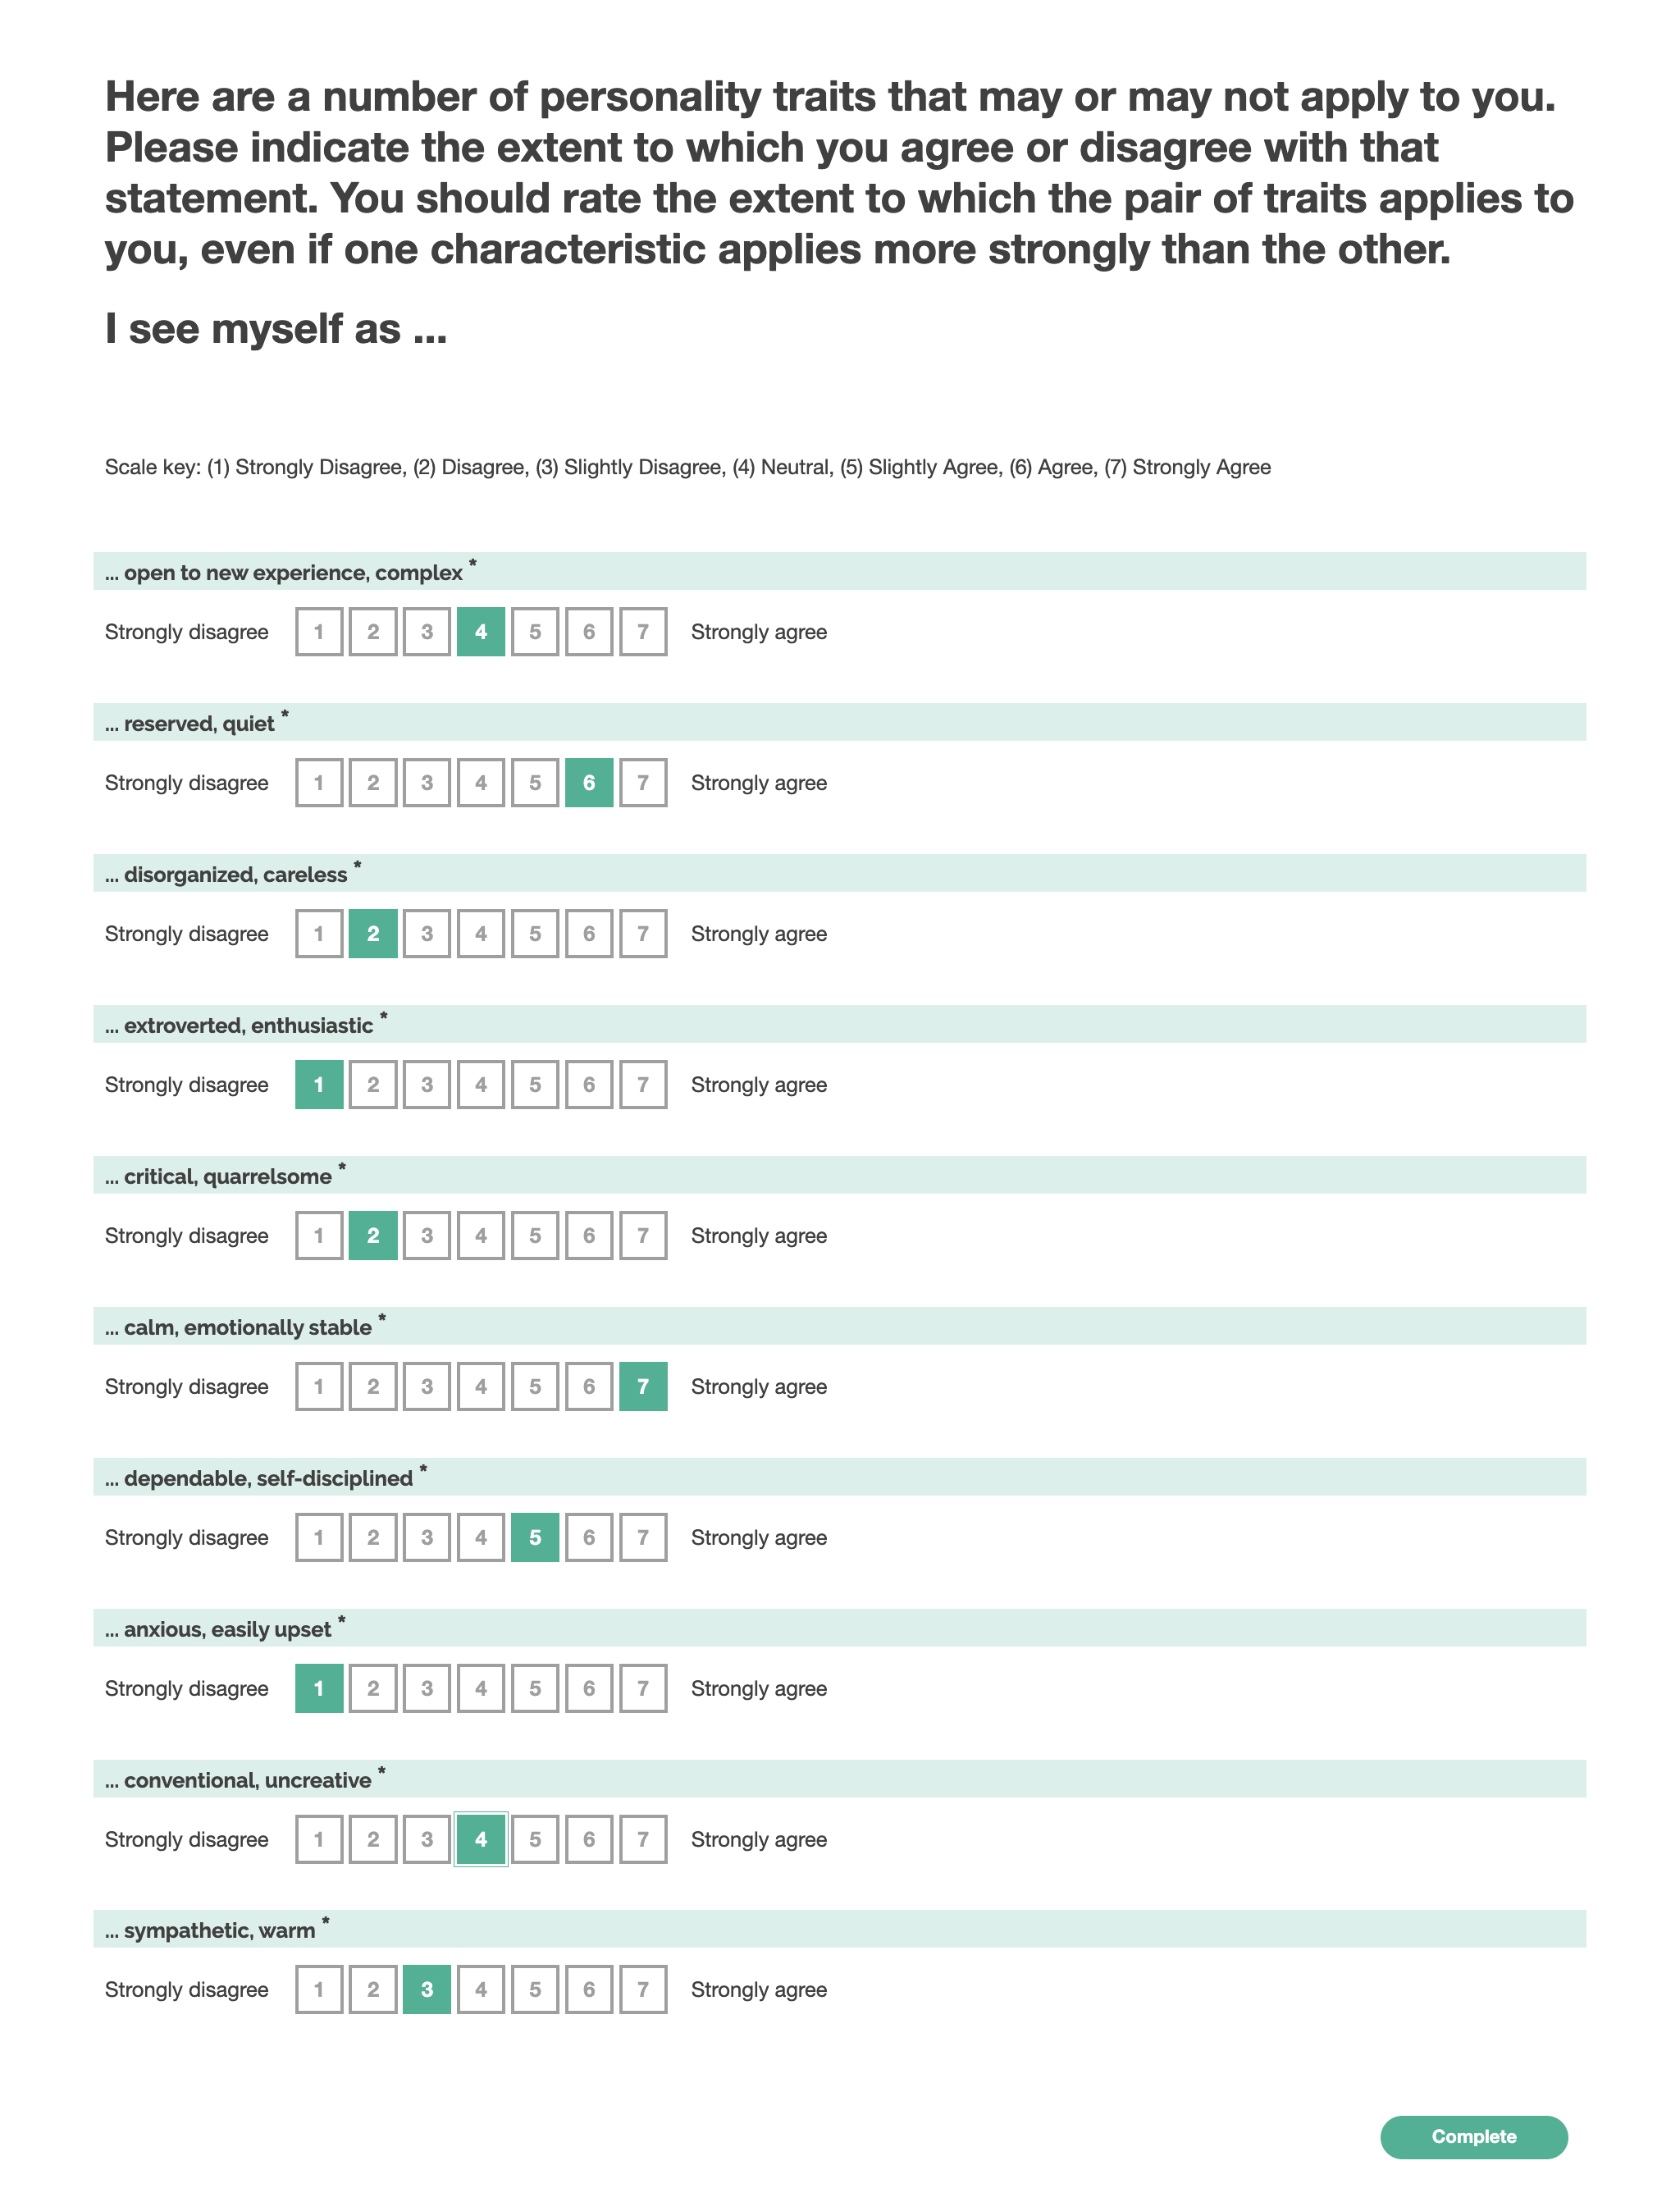 Here are a number of personality traits that may or may not apply to you.
Please indicate the extent to which you agree or disagree with that
statement. You should rate the extent to which the pair of traits applies to
you, even if one characteristic applies more strongly than the other.
I see myself as ...
Scale key: (1) Strongly Disagree, (2) Disagree, (3) Slightly Disagree, (4) Neutral, (5) Slightly Agree, (6) Agree, (7) Strongly Agree
... open to new experience, complex *
Strongly disagree 1 2 3 4 5 6 7 Strongly agree
... reserved, quiet *
Strongly disagree 1 2 3 4 5 6 7 Strongly agree
... disorganized, careless *
Strongly disagree 1 2 3 4 5 6 7 Strongly agree
... extroverted, enthusiastic *
Strongly disagree 1 2 3 4 5 6 7 Strongly agree
... critical, quarrelsome *
Strongly disagree 1 2 3 4 5 6 7 Strongly agree
... calm, emotionally stable *
Strongly disagree 1 2 3 4 5 6 7 Strongly agree
... dependable, self-disciplined *
Strongly disagree 1 2 3 4 5 6 7 Strongly agree
... anxious, easily upset *
Strongly disagree 1 2 3 4 5 6 7 Strongly agree
... conventional, uncreative *
Strongly disagree 1 2 3 4 5 6 7 Strongly agree
... sympathetic, warm *
Strongly disagree 1 2 3 4 5 6 7 Strongly agree
Complete